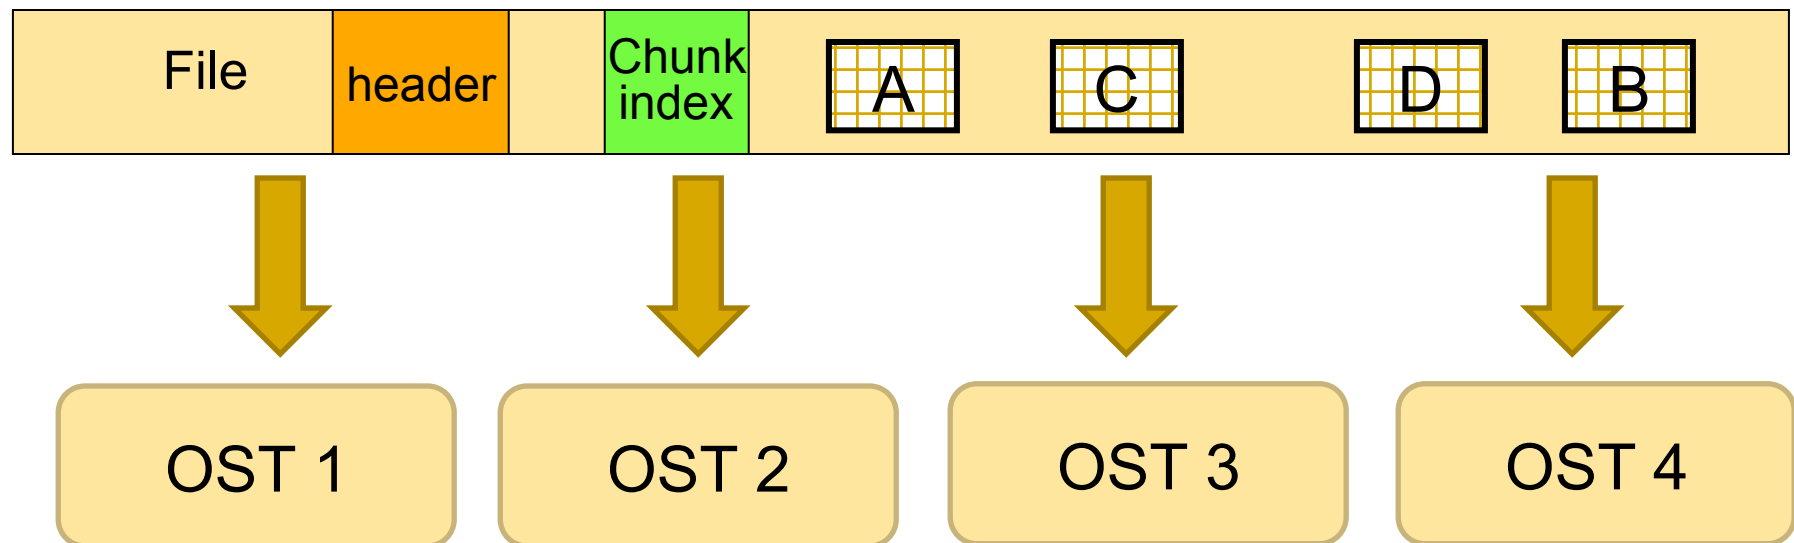 File
header
Chunk
index
A
C
D
B
OST 1
OST 2
OST 3
OST 4